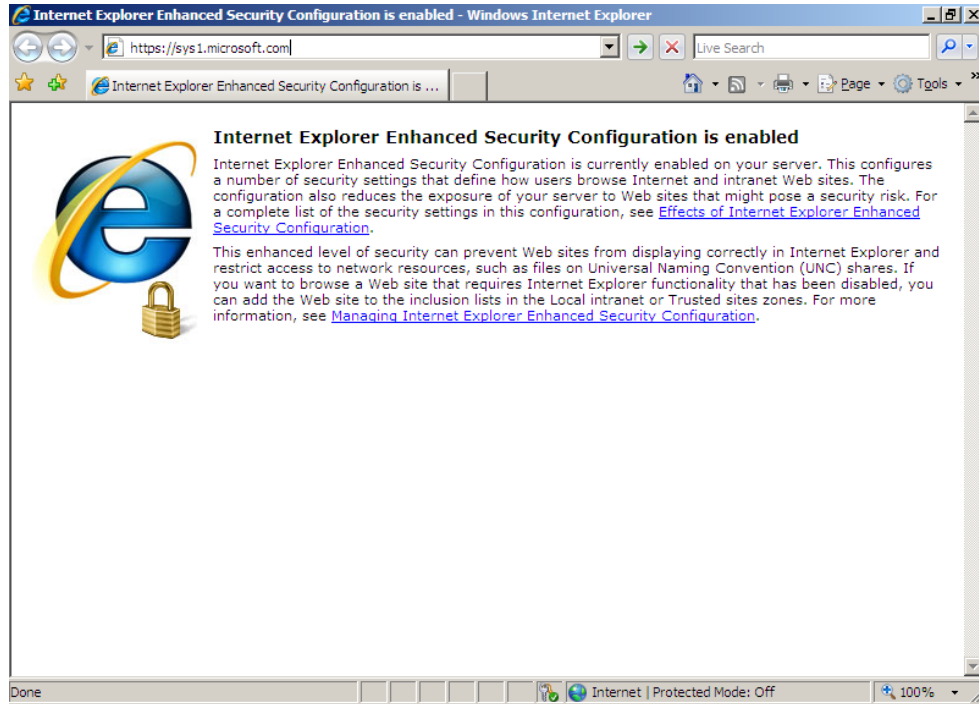 Internet Explorer Enhanced Security Configuration is enabled - Windows Internet Explorer
https://sys1.microsoft.com
Live Search
Internet Explorer Enhanced Security Configuration is ...
Page
Tools
Internet Explorer Enhanced Security Configuration is enabled
Internet Explorer Enhanced Security Configuration is currently enabled on your server. This configures
a number of security settings that define how users browse Internet and intranet Web sites. The
configuration also reduces the exposure of your server to Web sites that might pose a security risk. For
a complete list of the security settings in this configuration, see Effects of Internet Explorer Enhanced
Security Configuration.
This enhanced level of security can prevent Web sites from displaying correctly in Internet Explorer and
restrict access to network resources, such as files on Universal Naming Convention (UNC) shares. If
you want to browse a Web site that requires Internet Explorer functionality that has been disabled, you
can add the Web site to the inclusion lists in the Local intranet or Trusted sites zones. For more
information, see Managing Internet Explorer Enhanced Security Configuration.
Done
Internet | Protected Mode: Off
100%